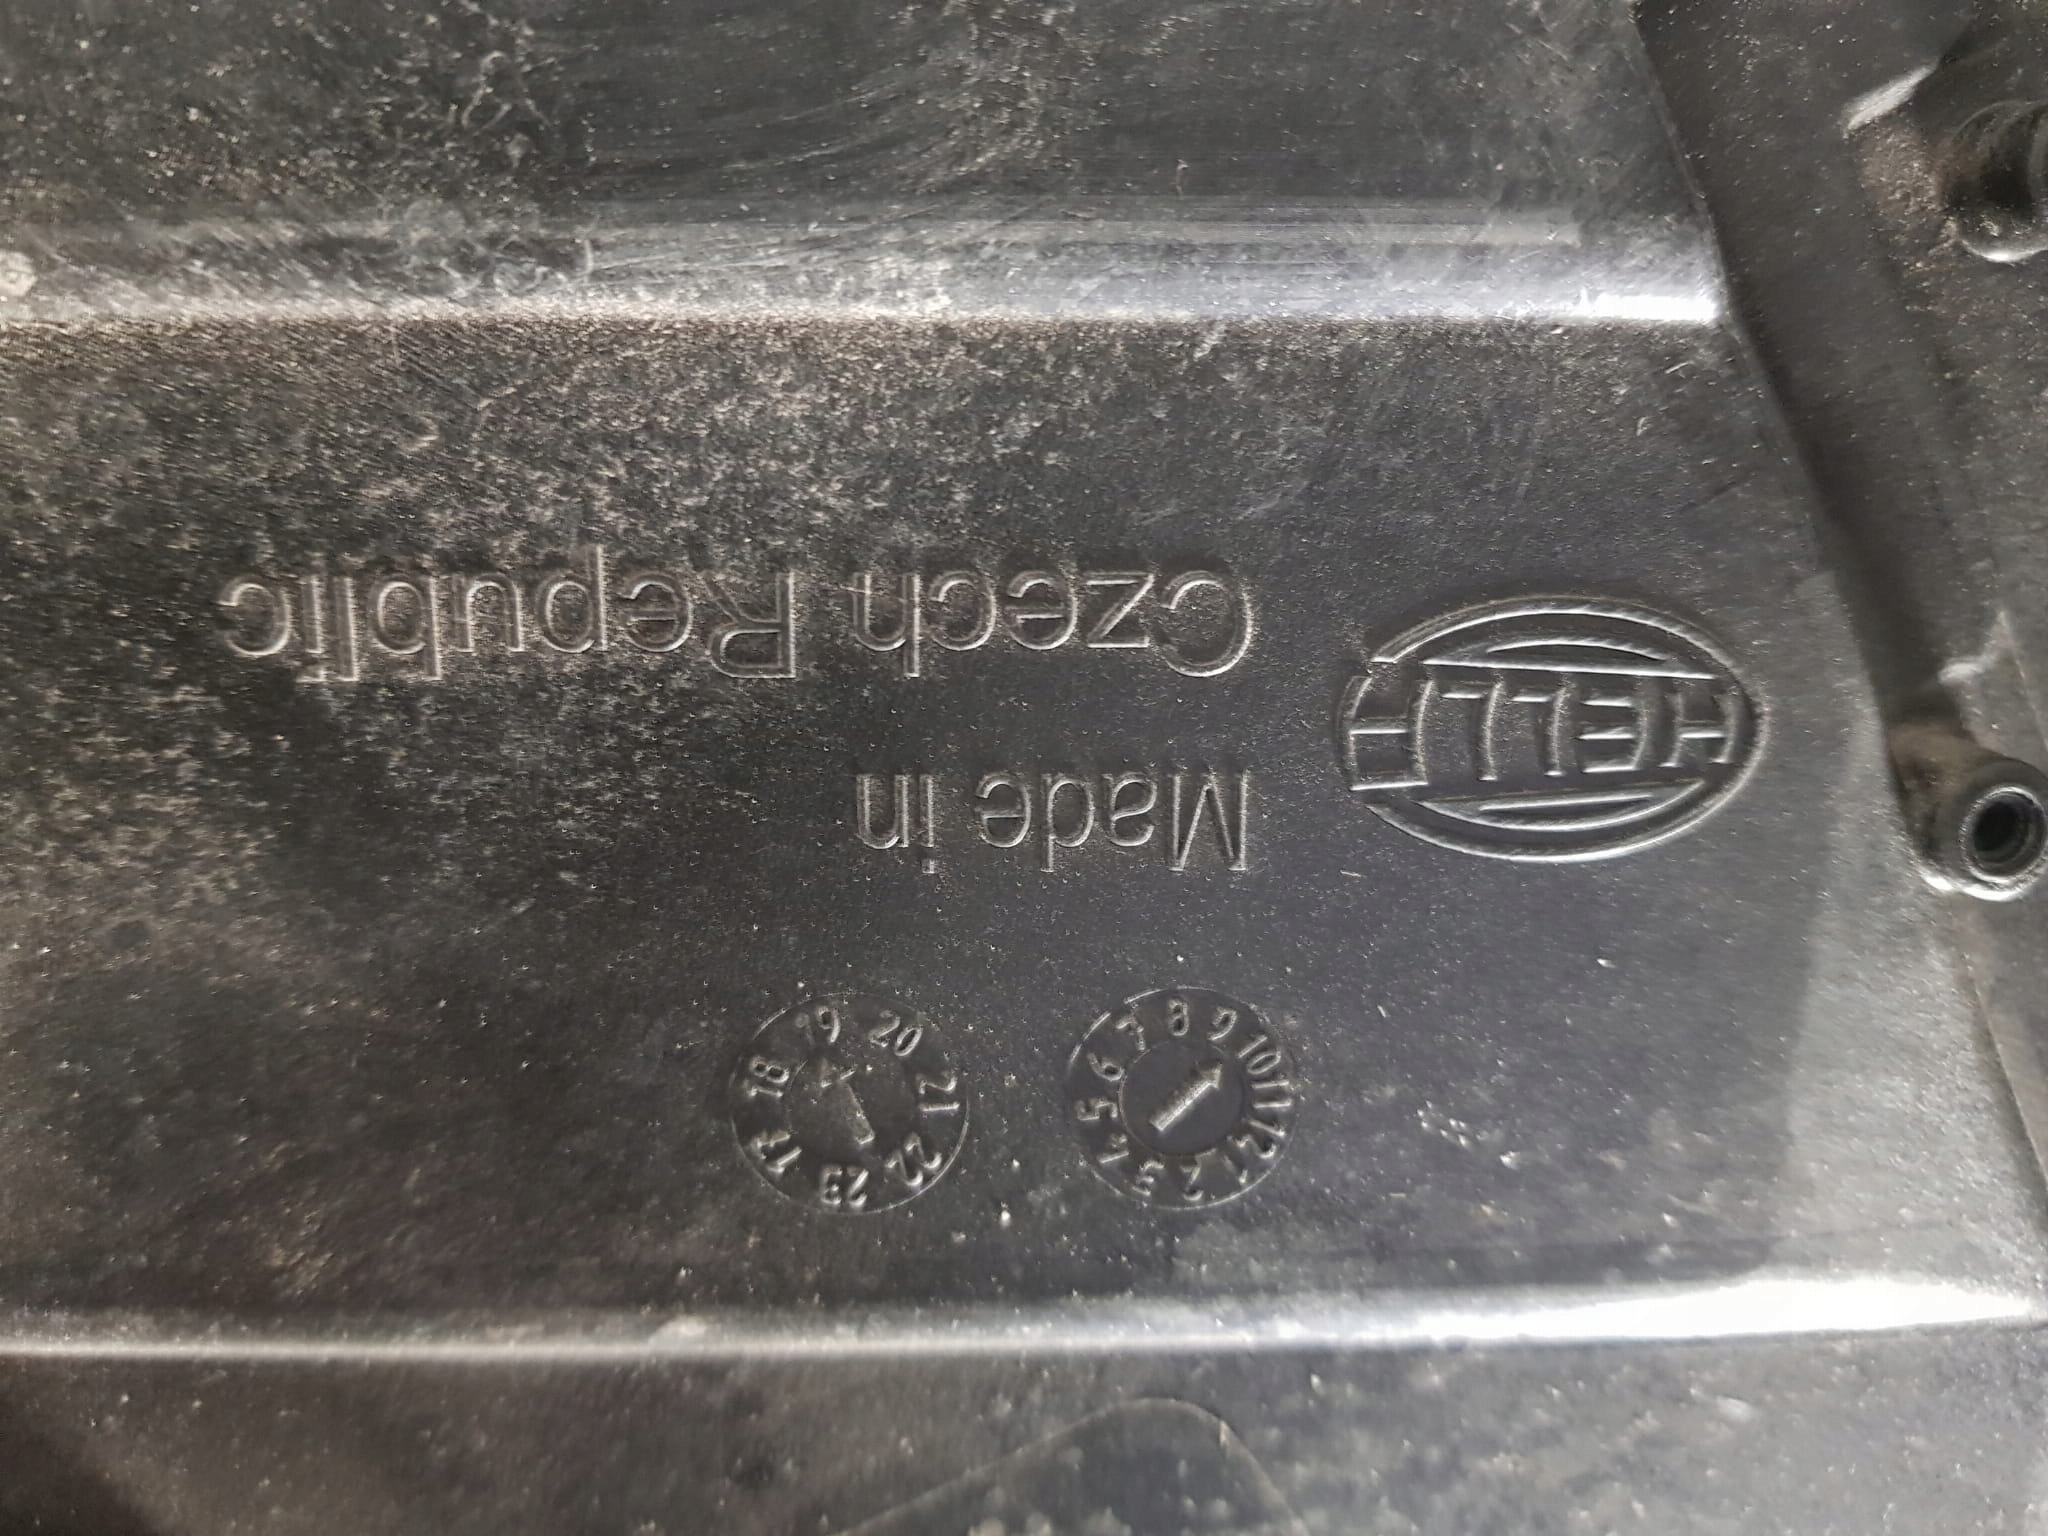 HELLA
Made in
Czech Republic
1 2 3 4 5 6 7 8 9 10 11 12
17 18 19 20 21 22 23